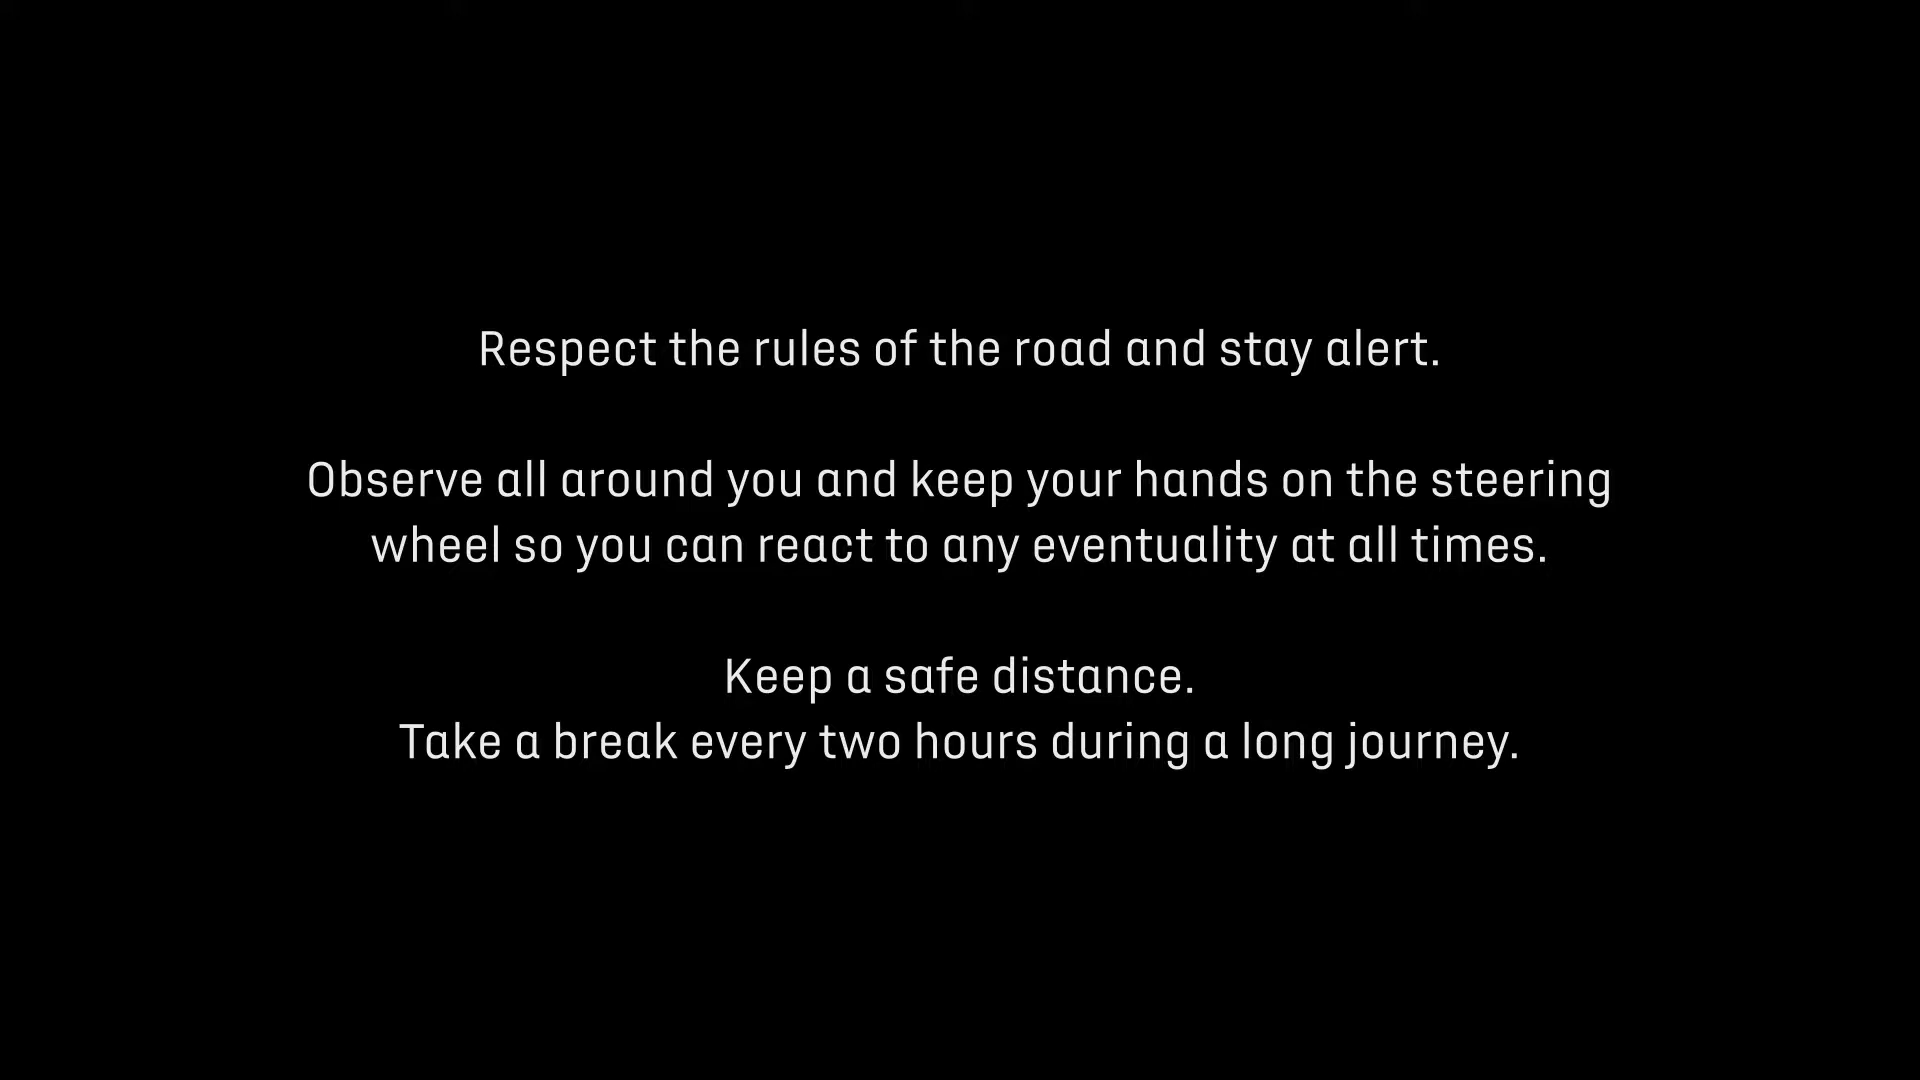 Respect the rules of the road and stay alert.
Observe all around you and keep your hands on the steering
wheel so you can react to any eventuality at all times.
Keep a safe distance.
Take a break every two hours during a long journey.